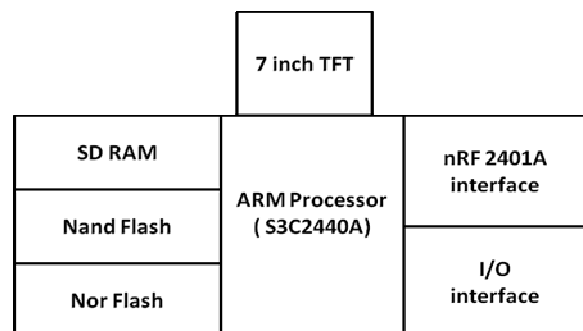 7 inch TFT
SD RAM
Nand Flash
Nor Flash
ARM Processor
( S3C2440A)
nRF 2401A
interface
I/O
interface